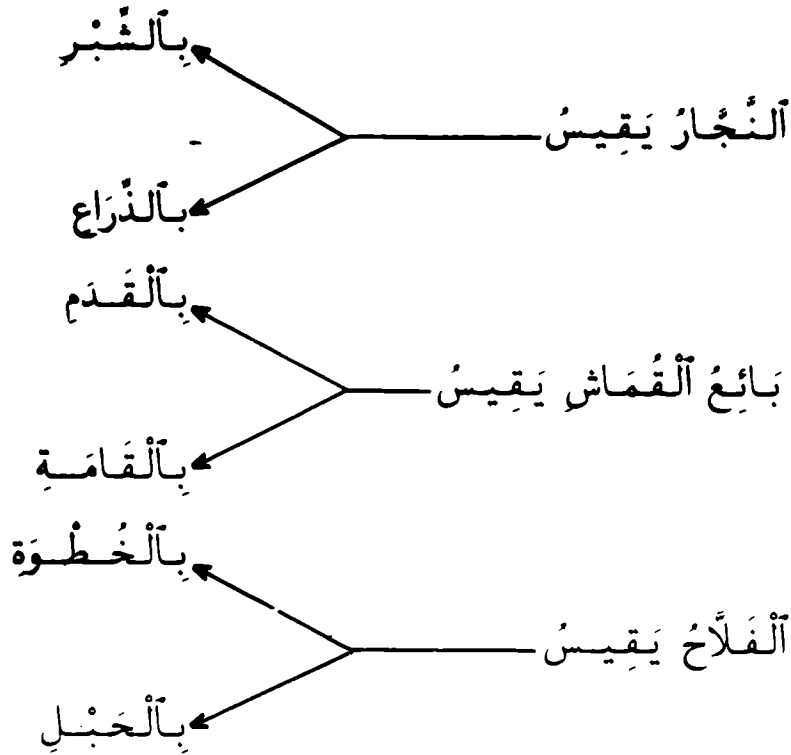 بِٱلشِّبْرِ
ٱلنَّجَّارُ يَقِيسُ
بِٱلذِّرَاعِ
بِٱلْقَدَمِ
بَائِعُ ٱلْقُمَاشِ يَقِيسُ
بِٱلْقَامَةِ
بِٱلْخُطْوَةِ
ٱلْفَلَّاحُ يَقِيسُ
بِٱلْحَبْلِ